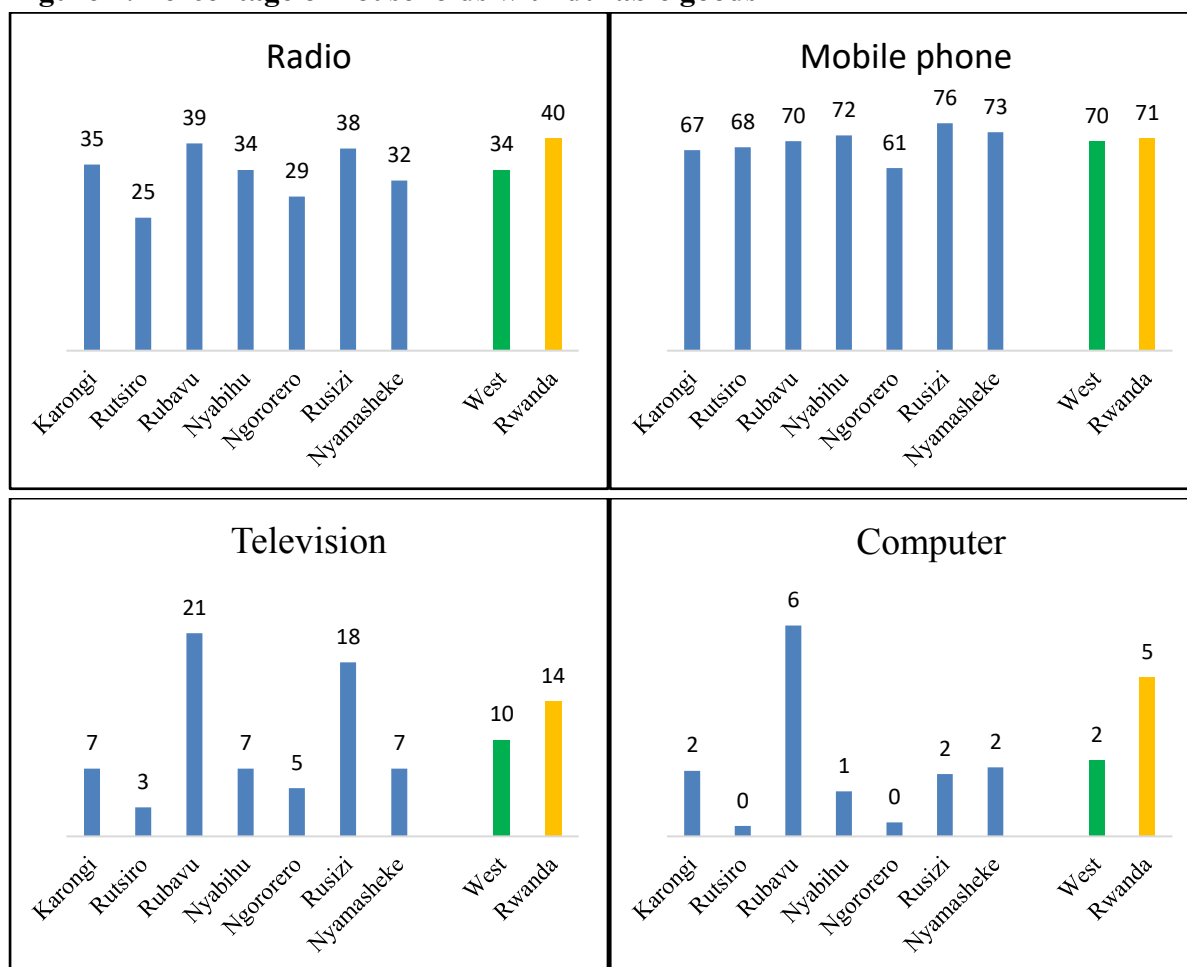 Radio
35
25
39
34
29
38
32
34
40
Karongi
Rutsiro
Rubavu
Nyabihu
Ngororero
Rusizi
Nyamasheke
West
Rwanda
Mobile phone
67
68
70
72
61
76
73
70
71
Karongi
Rutsiro
Rubavu
Nyabihu
Ngororero
Rusizi
Nyamasheke
West
Rwanda
Television
7
3
21
7
5
18
7
10
14
Karongi
Rutsiro
Rubavu
Nyabihu
Ngororero
Rusizi
Nyamasheke
West
Rwanda
Computer
2
0
6
1
0
2
2
2
5
Karongi
Rutsiro
Rubavu
Nyabihu
Ngororero
Rusizi
Nyamasheke
West
Rwanda